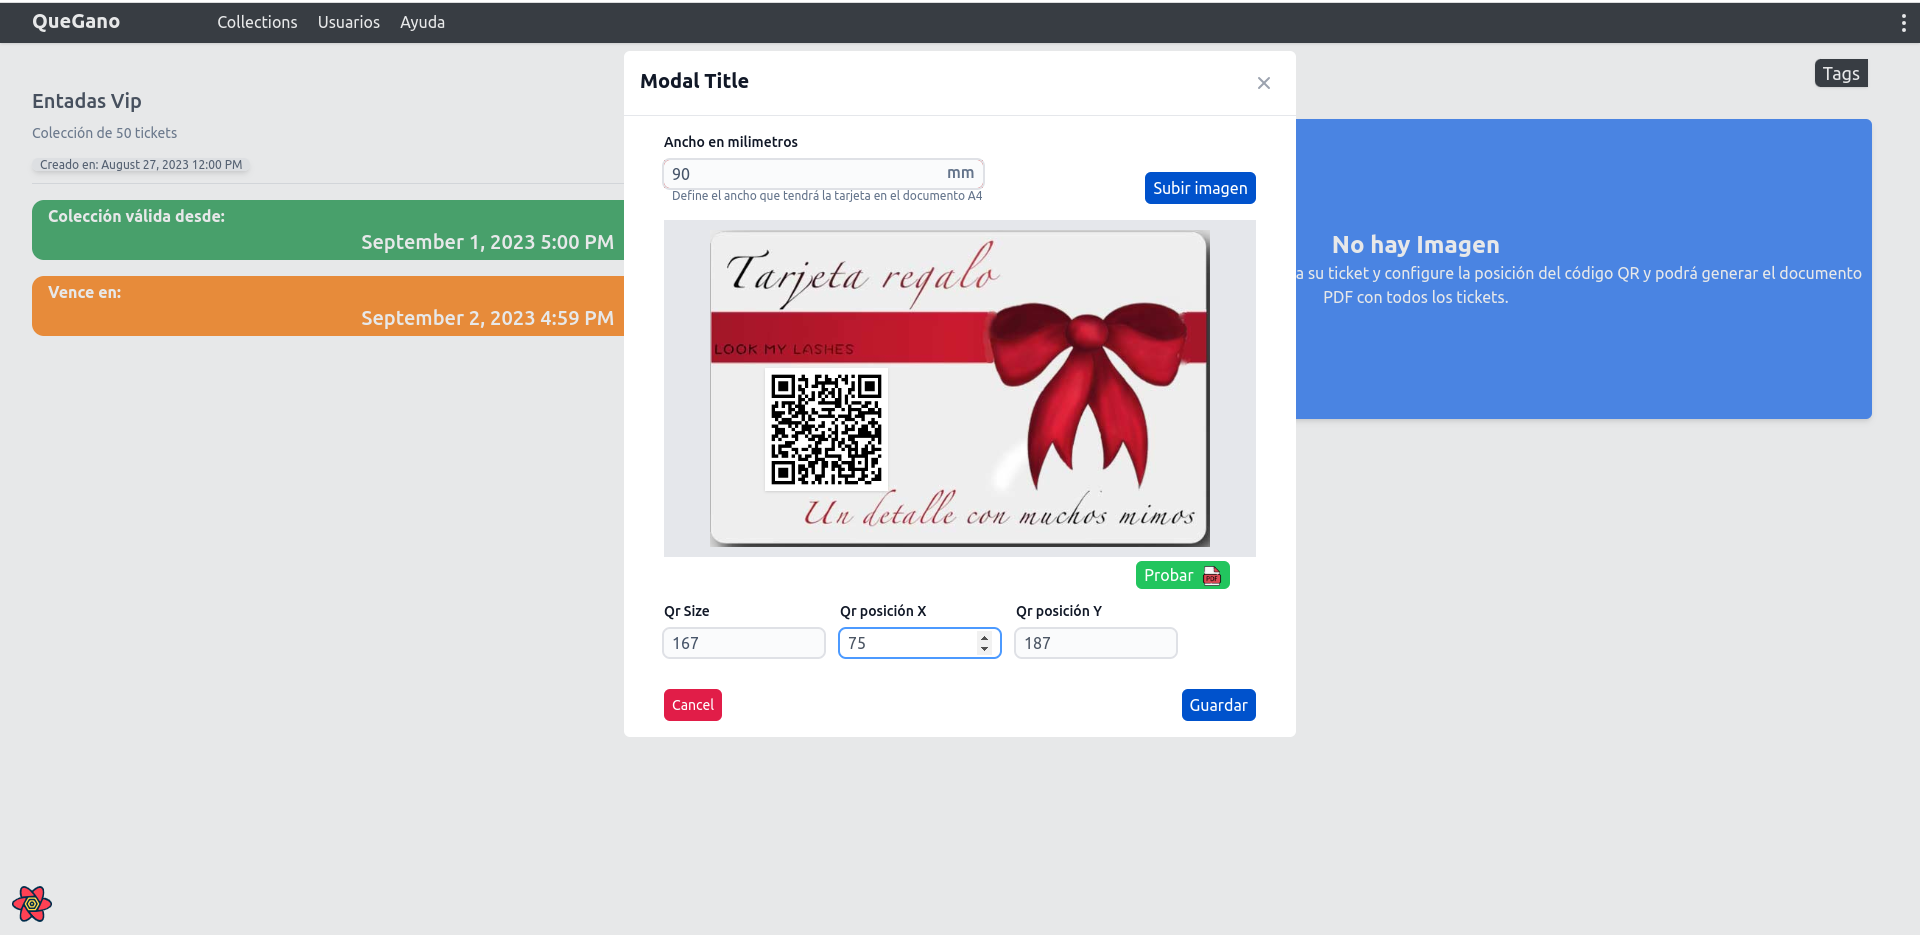 QueGano
Collections Usuarios Ayuda
Tags
Entadas Vip
Colección de 50 tickets
Creado en: August 27, 2023 12:00 PM
Colección válida desde:
September 1, 2023 5:00 PM
Vence en:
September 2, 2023 4:59 PM
Modal Title
Ancho en milimetros
90 mm
Define el ancho que tendrá la tarjeta en el documento A4
Subir imagen
Tarjeta regalo
LOOK MY LASHES
Un detalle con muchos mimos
Probar PDF
Qr Size Qr posición X Qr posición Y
167 75 187
Cancel Guardar
No hay Imagen
a su ticket y configure la posición del código QR y podrá generar el documento
PDF con todos los tickets.